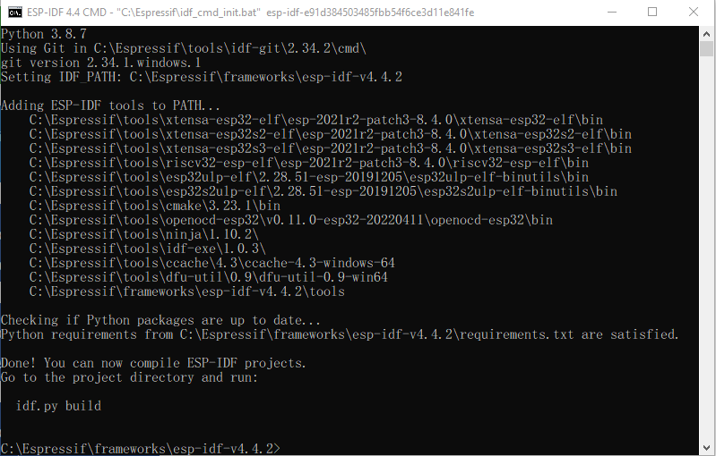 ESP-IDF 4.4 CMD - "C:\Espressif\idf_cmd_init.bat" esp-idf-e91d384503485fbb54f6ce3d11e841fe
Python 3.8.7
Using Git in C:\Espressif\tools\idf-git\2.34.2\cmd\
git version 2.34.1.windows.1
Setting IDF_PATH: C:\Espressif\frameworks\esp-idf-v4.4.2
Adding ESP-IDF tools to PATH...
C:\Espressif\tools\xtensa-esp32-elf\esp-2021r2-patch3-8.4.0\xtensa-esp32-elf\bin
C:\Espressif\tools\xtensa-esp32s2-elf\esp-2021r2-patch3-8.4.0\xtensa-esp32s2-elf\bin
C:\Espressif\tools\xtensa-esp32s3-elf\esp-2021r2-patch3-8.4.0\xtensa-esp32s3-elf\bin
C:\Espressif\tools\riscv32-esp-elf\esp-2021r2-patch3-8.4.0\riscv32-esp-elf\bin
C:\Espressif\tools\esp32ulp-elf\2.28.51-esp-20191205\esp32ulp-elf-binutils\bin
C:\Espressif\tools\esp32s2ulp-elf\2.28.51-esp-20191205\esp32s2ulp-elf-binutils\bin
C:\Espressif\tools\cmake\3.23.1\bin
C:\Espressif\tools\openocd-esp32\v0.11.0-esp32-20220411\openocd-esp32\bin
C:\Espressif\tools\ninja\1.10.2\
C:\Espressif\tools\idf-exe\1.0.3\
C:\Espressif\tools\ccache\4.3\ccache-4.3-windows-64
C:\Espressif\tools\dfu-util\0.9\dfu-util-0.9-win64
C:\Espressif\frameworks\esp-idf-v4.4.2\tools
Checking if Python packages are up to date...
Python requirements from C:\Espressif\frameworks\esp-idf-v4.4.2\requirements.txt are satisfied.
Done! You can now compile ESP-IDF projects.
Go to the project directory and run:
idf.py build
C:\Espressif\frameworks\esp-idf-v4.4.2>